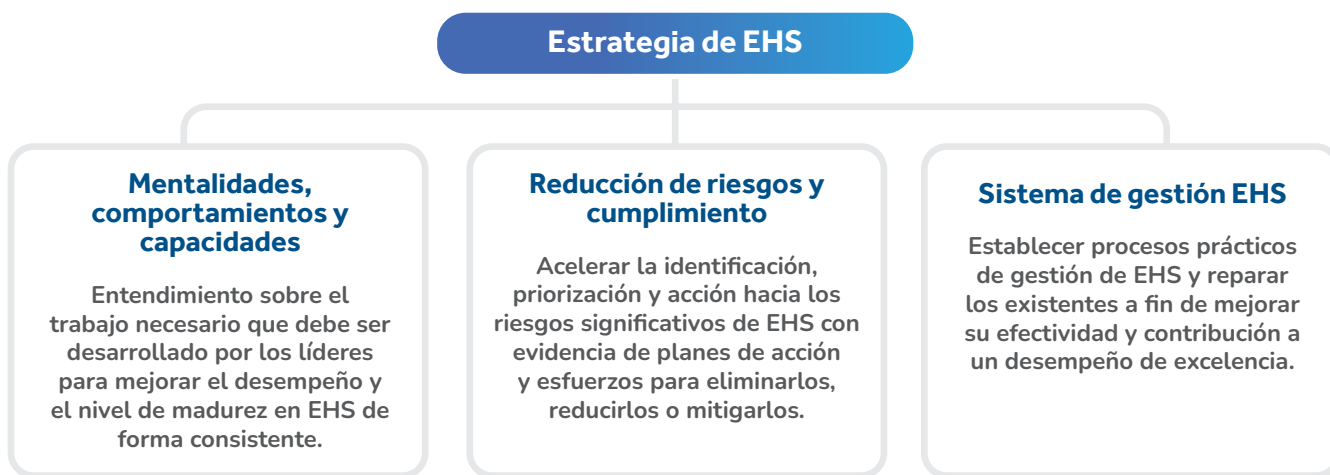 Estrategia de EHS
Mentalidades,
comportamientos y
capacidades
Entendimiento sobre el
trabajo necesario que debe ser
desarrollado por los líderes
para mejorar el desempeño y
el nivel de madurez en EHS de
forma consistente.
Reducción de riesgos y
cumplimiento
Acelerar la identificación,
priorización y acción hacia los
riesgos significativos de EHS con
evidencia de planes de acción
y esfuerzos para eliminarlos,
reducirlos o mitigarlos.
Sistema de gestión EHS
Establecer procesos prácticos
de gestión de EHS y reparar
los existentes a fin de mejorar
su efectividad y contribución a
un desempeño de excelencia.